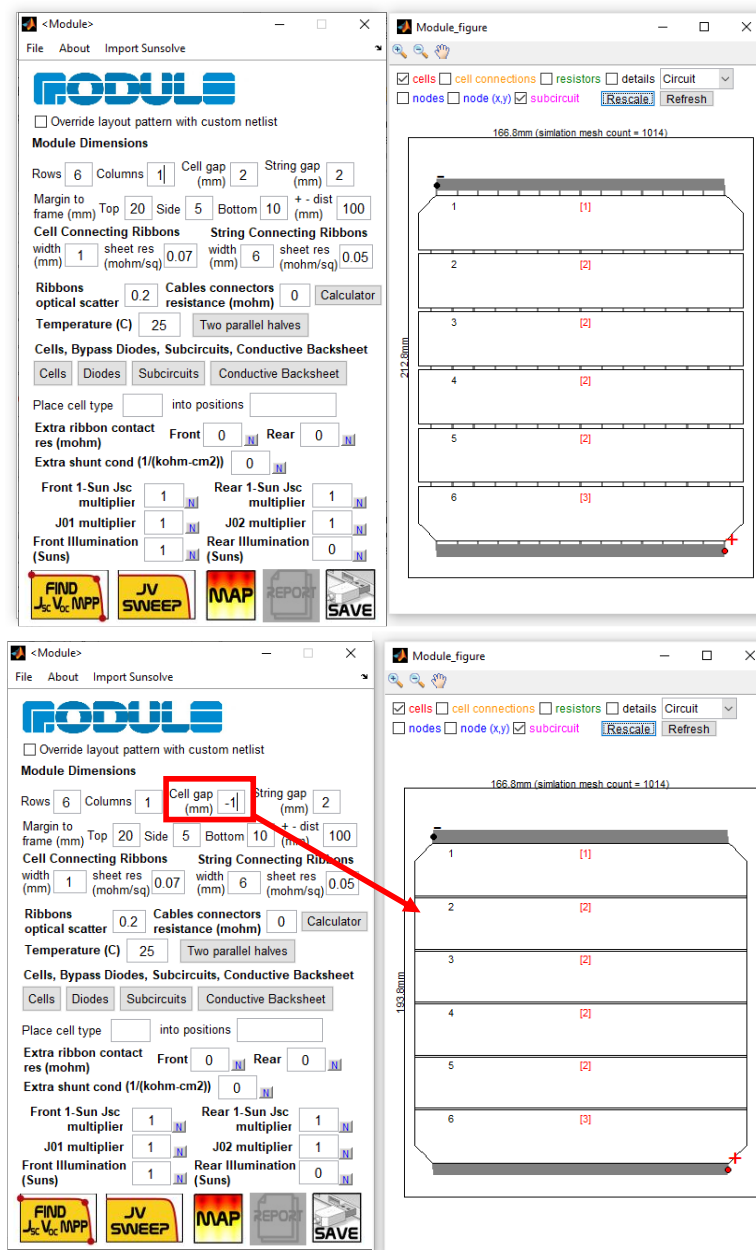 <Module>
File About Import Sunsolve
MODULE
Override layout pattern with custom netlist
Module Dimensions
Rows 6 Columns 1 Cell gap (mm) 2 String gap (mm) 2
Margin to frame (mm) Top 20 Side 5 Bottom 10 + - dist (mm) 100
Cell Connecting Ribbons String Connecting Ribbons
width (mm) 1 sheet res (mohm/sq) 0.07 width (mm) 6 sheet res (mohm/sq) 0.05
Ribbons optical scatter 0.2 Cables connectors resistance (mohm) 0 Calculator
Temperature (C) 25 Two parallel halves
Cells, Bypass Diodes, Subcircuits, Conductive Backsheet
Cells Diodes Subcircuits Conductive Backsheet
Place cell type into positions
Extra ribbon contact res (mohm) Front 0 N Rear 0 N
Extra shunt cond (1/(kohm-cm2)) 0 N
Front 1-Sun Jsc multiplier 1 N Rear 1-Sun Jsc multiplier 1 N
J01 multiplier 1 N J02 multiplier 1 N
Front Illumination (Suns) 1 N Rear Illumination (Suns) 0 N
FIND Jsc Voc MPP JV SWEEP MAP REPORT SAVE
Module_figure
cells cell connections resistors details Circuit
nodes node (x,y) subcircuit Rescale Refresh
166.8mm (simlation mesh count = 1014)
212.8mm
-
1 [1]
2 [2]
3 [2]
4 [2]
5 [2]
6 [3]
+
<Module>
File About Import Sunsolve
MODULE
Override layout pattern with custom netlist
Module Dimensions
Rows 6 Columns 1 Cell gap (mm) -1 String gap (mm) 2
Margin to frame (mm) Top 20 Side 5 Bottom 10 + - dist (mm) 100
Cell Connecting Ribbons String Connecting Ribbons
width (mm) 1 sheet res (mohm/sq) 0.07 width (mm) 6 sheet res (mohm/sq) 0.05
Ribbons optical scatter 0.2 Cables connectors resistance (mohm) 0 Calculator
Temperature (C) 25 Two parallel halves
Cells, Bypass Diodes, Subcircuits, Conductive Backsheet
Cells Diodes Subcircuits Conductive Backsheet
Place cell type into positions
Extra ribbon contact res (mohm) Front 0 N Rear 0 N
Extra shunt cond (1/(kohm-cm2)) 0 N
Front 1-Sun Jsc multiplier 1 N Rear 1-Sun Jsc multiplier 1 N
J01 multiplier 1 N J02 multiplier 1 N
Front Illumination (Suns) 1 N Rear Illumination (Suns) 0 N
FIND Jsc Voc MPP JV SWEEP MAP REPORT SAVE
Module_figure
cells cell connections resistors details Circuit
nodes node (x,y) subcircuit Rescale Refresh
166.8mm (simlation mesh count = 1014)
193.8mm
-
1 [1]
2 [2]
3 [2]
4 [2]
5 [2]
6 [3]
+